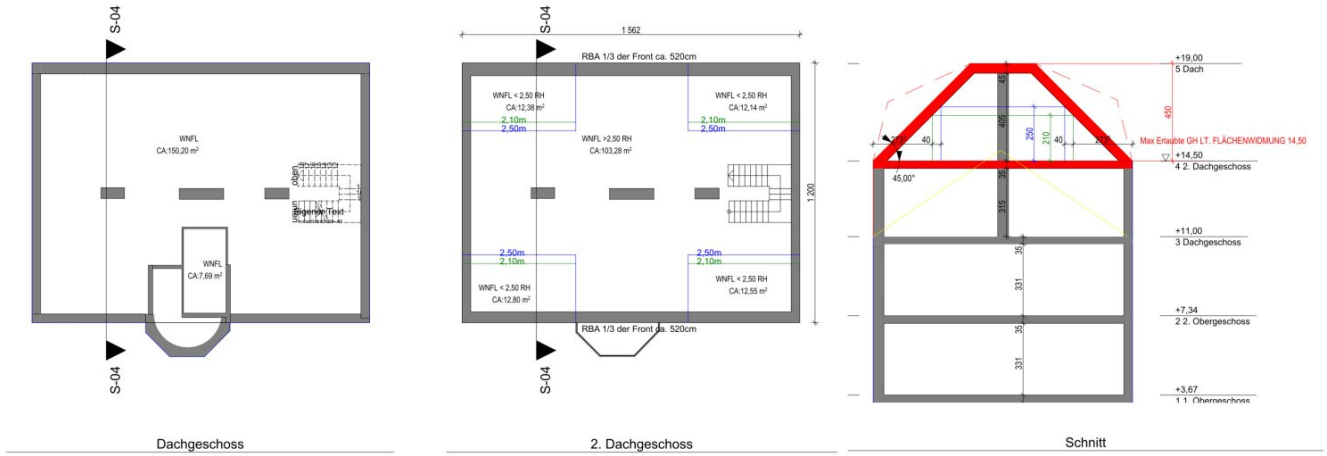 S-04
WNFL
CA:150,20 m²
oben
unten
Eigener Text
WNFL
CA:7,69 m²
S-04
Dachgeschoss
S-04
1 562
RBA 1/3 der Front ca. 520cm
WNFL < 2,50 RH
CA:12,38 m²
WNFL < 2,50 RH
CA:12,14 m²
2,10m
2,10m
2,50m
2,50m
WNFL >2,50 RH
CA:103,28 m²
1 200
2,50m
2,50m
2,10m
2,10m
WNFL < 2,50 RH
CA:12,80 m²
WNFL < 2,50 RH
CA:12,55 m²
RBA 1/3 der Front ca. 520cm
S-04
2. Dachgeschoss
+19,00
5 Dach
45
405
450
250
210
40
40
Max Erlaubte GH LT. FLÄCHENWIDMUNG 14,50
+14,50
4 2. Dachgeschoss
45,00°
35
315
+11,00
3 Dachgeschoss
35
331
+7,34
2 2. Obergeschoss
35
331
+3,67
1 1. Obergeschoss
Schnitt